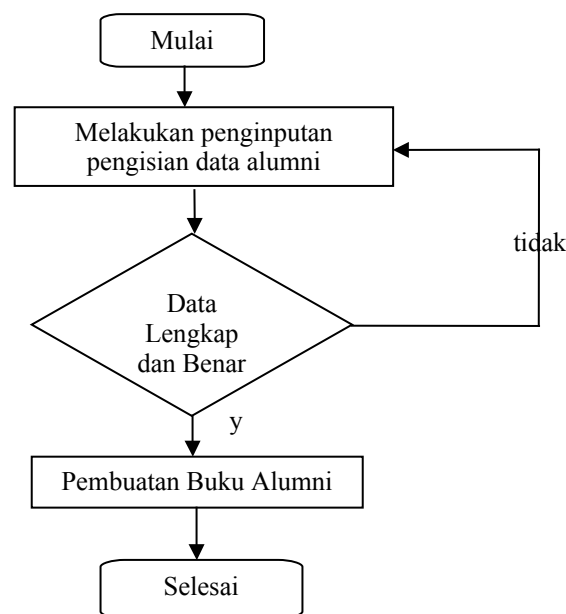 Mulai
Melakukan penginputan
pengisian data alumni
tidak
Data
Lengkap
dan Benar
y
Pembuatan Buku Alumni
Selesai